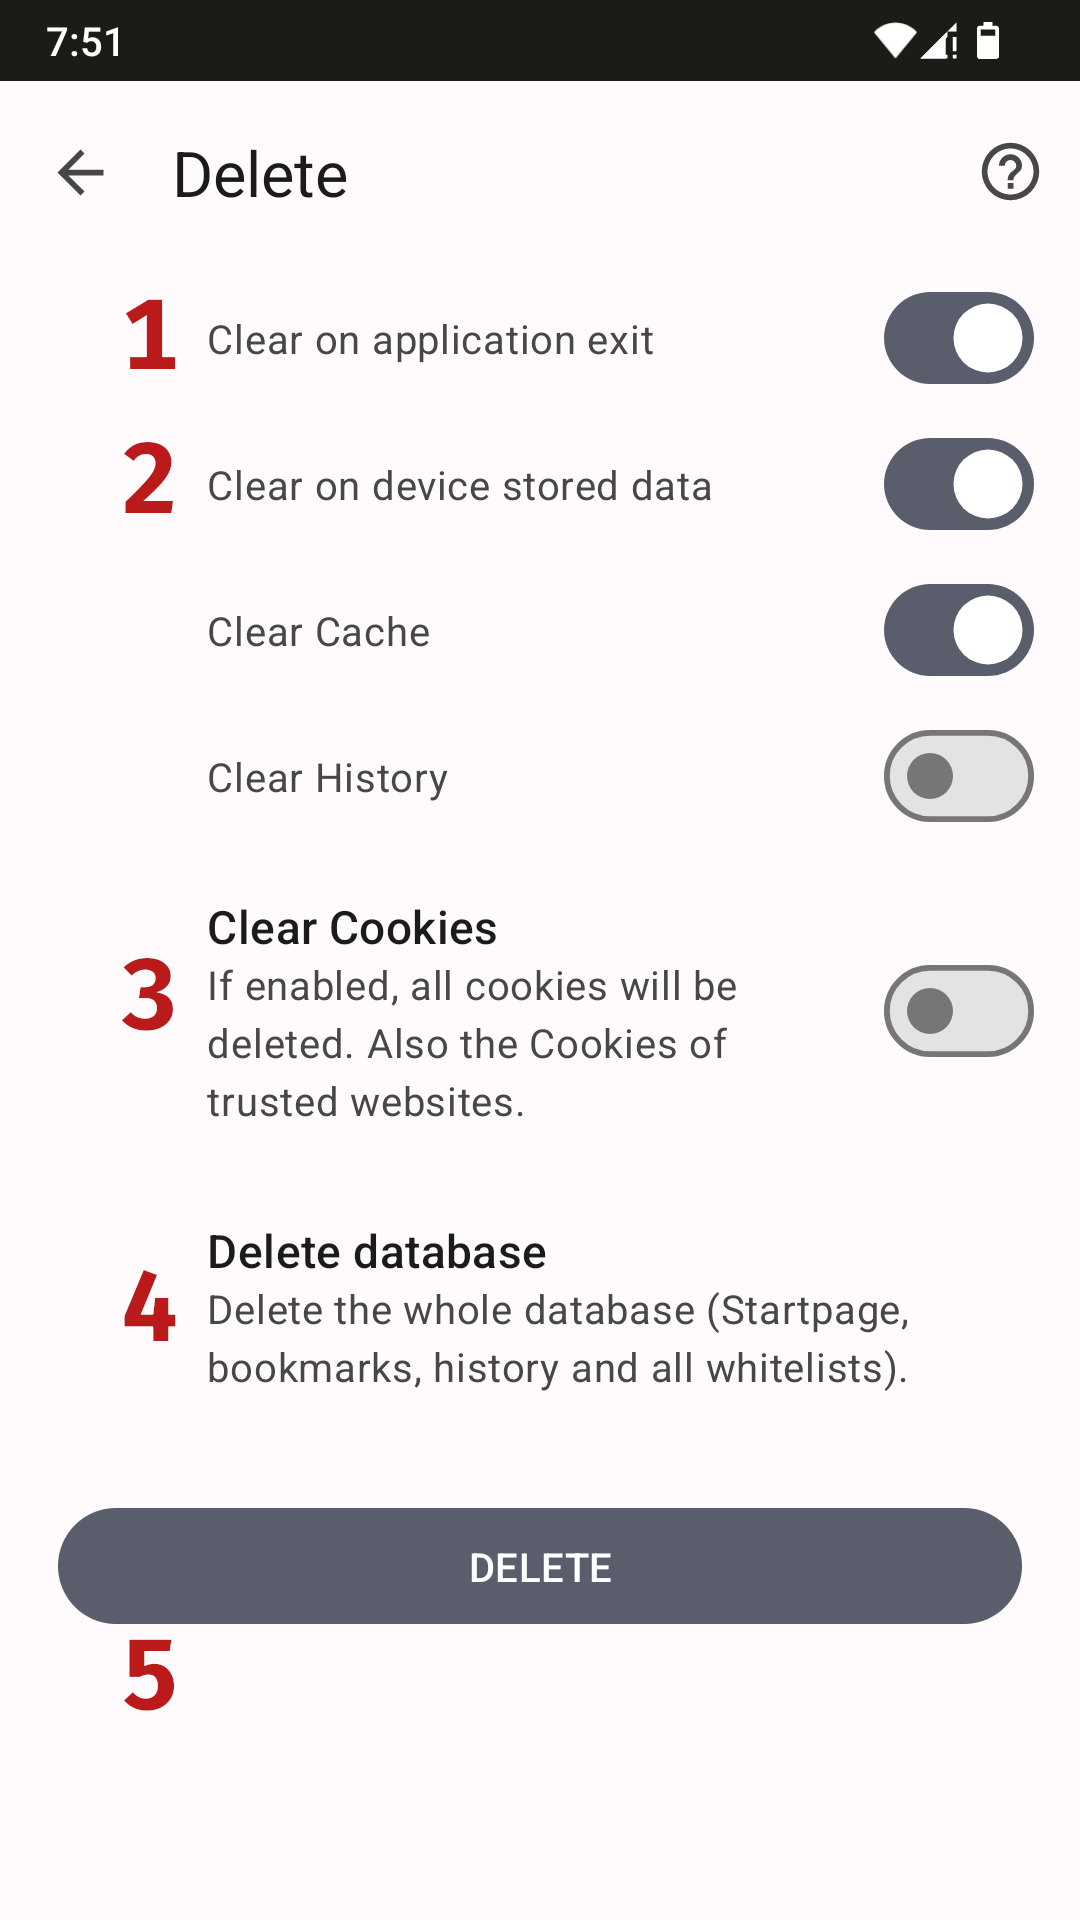 7:51
Delete
1 Clear on application exit
2 Clear on device stored data
Clear Cache
Clear History
Clear Cookies
3 If enabled, all cookies will be
deleted. Also the Cookies of
trusted websites.
Delete database
4 Delete the whole database (Startpage,
bookmarks, history and all whitelists).
DELETE
5